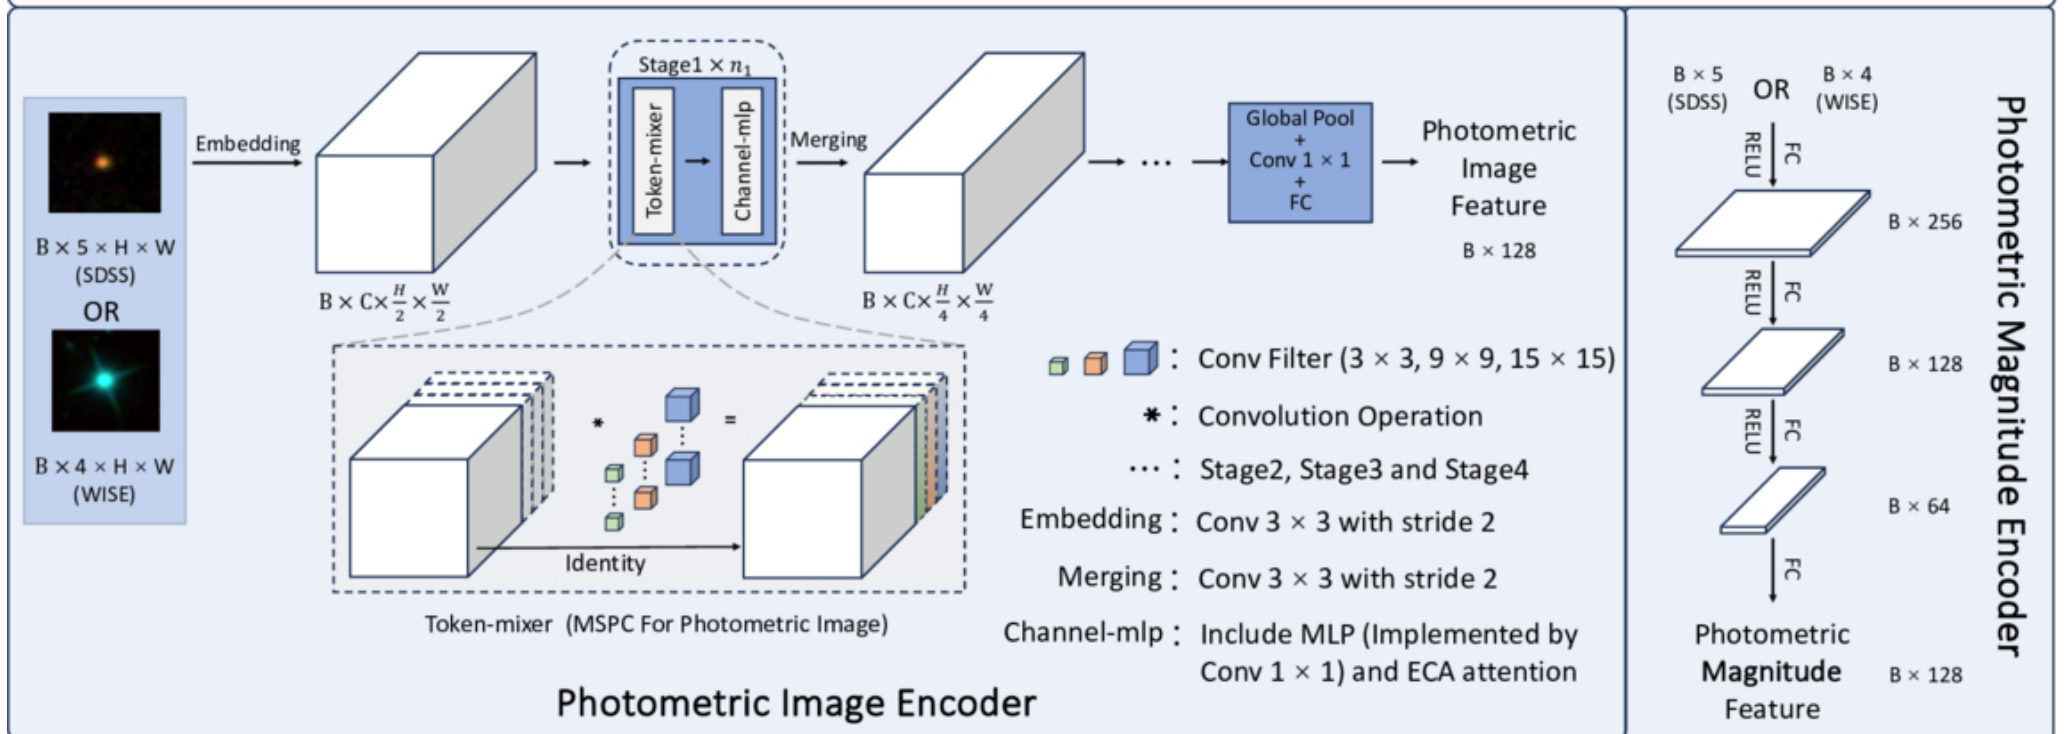 B × 5 × H × W
(SDSS)
OR
B × 4 × H × W
(WISE)
Embedding
B × C× H/2 × W/2
Stage1 × n₁
Token-mixer
Channel-mlp
Merging
B × C× H/4 × W/4
...
Global Pool
+
Conv 1 × 1
+
FC
Photometric
Image
Feature
B × 128
*
=
Identity
Token-mixer (MSPC For Photometric Image)
: Conv Filter (3 × 3, 9 × 9, 15 × 15)
* : Convolution Operation
... : Stage2, Stage3 and Stage4
Embedding : Conv 3 × 3 with stride 2
Merging : Conv 3 × 3 with stride 2
Channel-mlp : Include MLP (Implemented by
Conv 1 × 1) and ECA attention
Photometric Image Encoder
B × 5
(SDSS)
OR
B × 4
(WISE)
RELU
FC
B × 256
RELU
FC
B × 128
RELU
FC
B × 64
FC
Photometric
Magnitude
Feature
B × 128
Photometric Magnitude Encoder